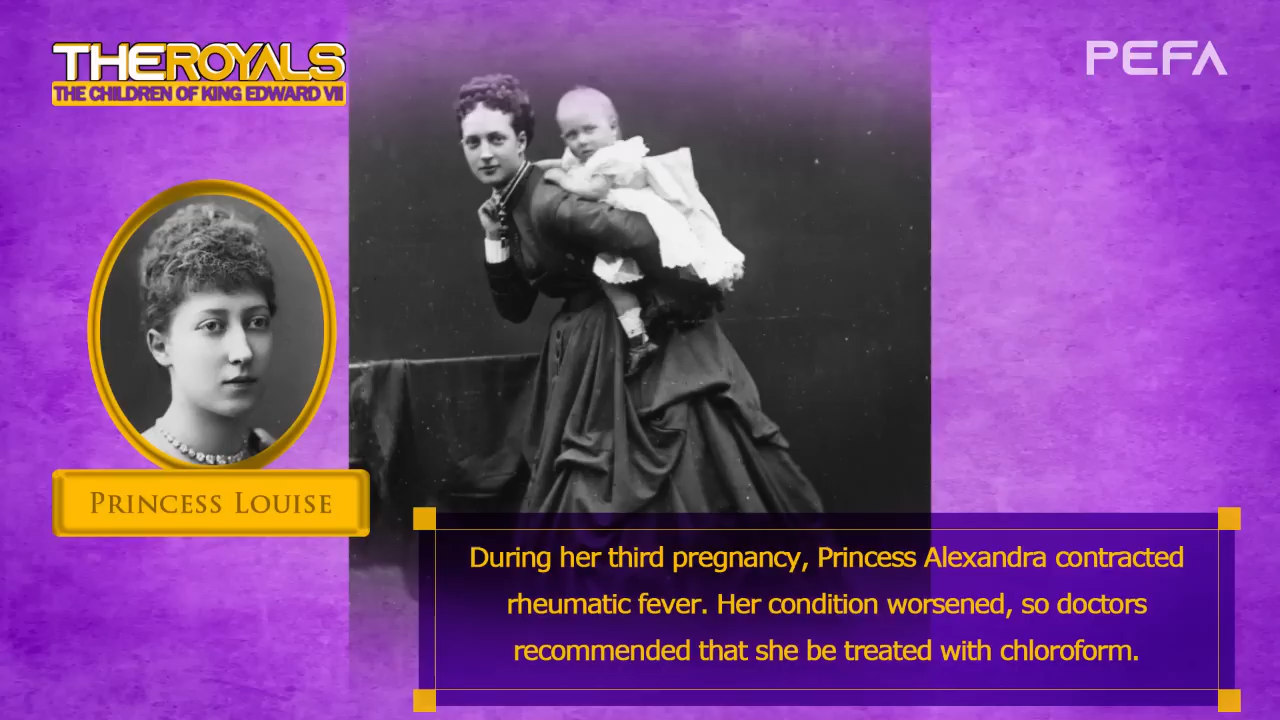 THEROYALS
THE CHILDREN OF KING EDWARD VII
PEFA
PRINCESS LOUISE
During her third pregnancy, Princess Alexandra contracted
rheumatic fever. Her condition worsened, so doctors
recommended that she be treated with chloroform.